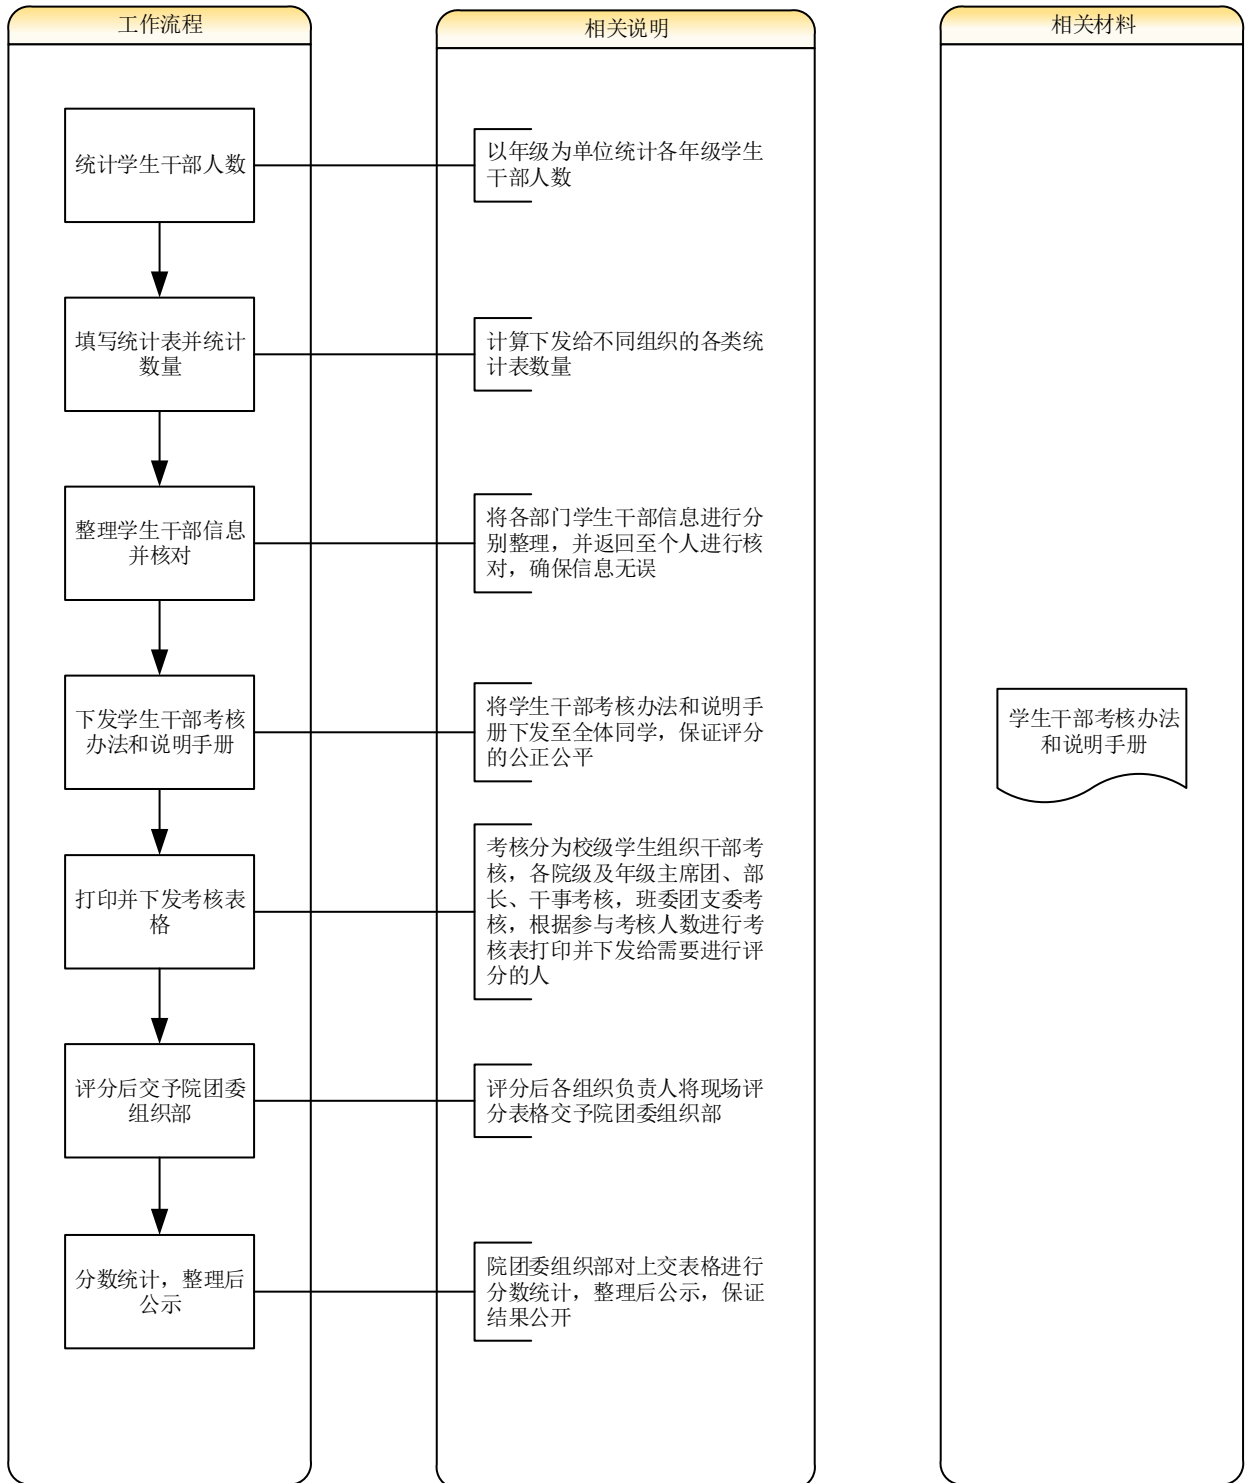 工作流程
相关说明
相关材料
统计学生干部人数
以年级为单位统计各年级学生
干部人数
填写统计表并统计
数量
计算下发给不同组织的各类统
计表数量
整理学生干部信息
并核对
将各部门学生干部信息进行分
别整理，并返回至个人进行核
对，确保信息无误
下发学生干部考核
办法和说明手册
将学生干部考核办法和说明手
册下发至全体同学，保证评分
的公正公平
学生干部考核办法
和说明手册
打印并下发考核表
格
考核分为校级学生组织干部考
核，各院级及年级主席团、部
长、干事考核，班委团支委考
核，根据参与考核人数进行考
核表打印并下发给需要进行评
分的人
评分后交予院团委
组织部
评分后各组织负责人将现场评
分表格交予院团委组织部
分数统计，整理后
公示
院团委组织部对上交表格进行
分数统计，整理后公示，保证
结果公开